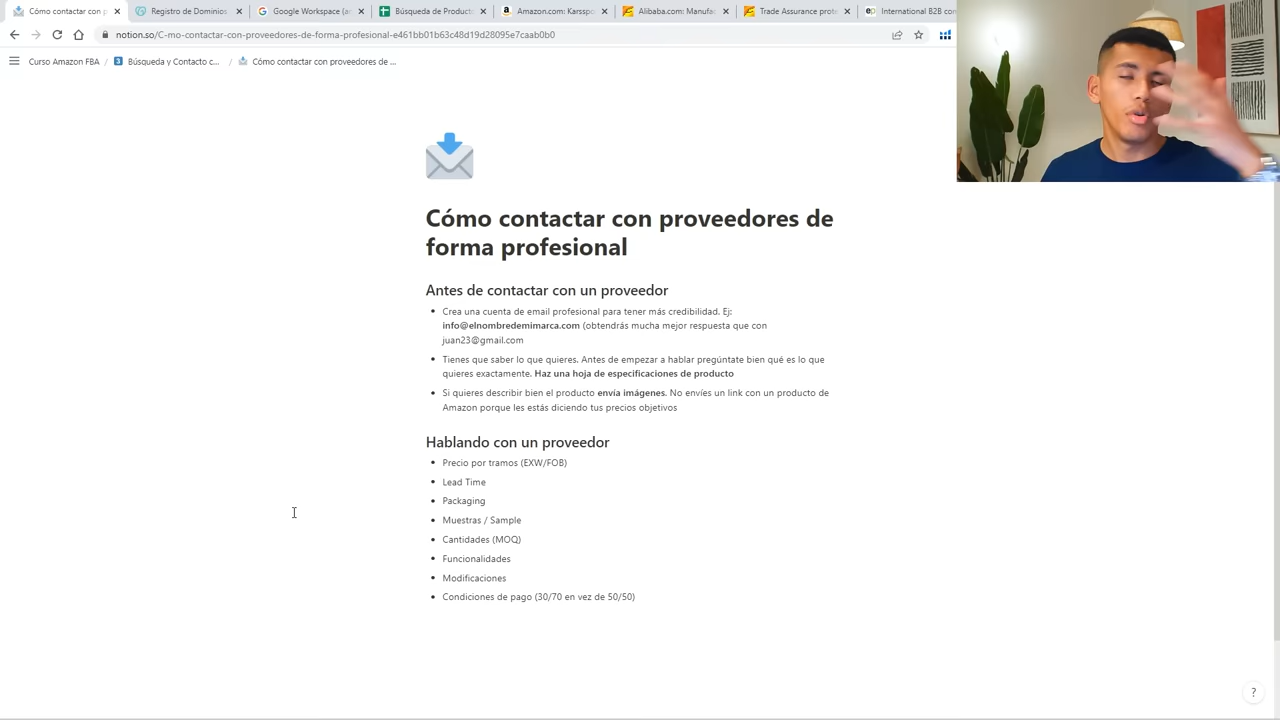 Cómo contactar con p
Registro de Dominios
Google Workspace (a
Búsqueda de Producto
Amazon.com: Karssp
Alibaba.com: Manufac
Trade Assurance prot
International B2B co
notion.so/C-mo-contactar-con-proveedores-de-forma-profesional-e461bb01b63c48d19d28095e7caab0b0
Curso Amazon FBA / 3 Búsqueda y Contacto c... / Cómo contactar con proveedores de ...
Cómo contactar con proveedores de
forma profesional
Antes de contactar con un proveedor
• Crea una cuenta de email profesional para tener más credibilidad. Ej:
info@elnombredemimarca.com (obtendrás mucha mejor respuesta que con
juan23@gmail.com
• Tienes que saber lo que quieres. Antes de empezar a hablar pregúntate bien qué es lo que
quieres exactamente. Haz una hoja de especificaciones de producto
• Si quieres describir bien el producto envía imágenes. No envíes un link con un producto de
Amazon porque les estás diciendo tus precios objetivos
Hablando con un proveedor
• Precio por tramos (EXW/FOB)
• Lead Time
• Packaging
• Muestras / Sample
• Cantidades (MOQ)
• Funcionalidades
• Modificaciones
• Condiciones de pago (30/70 en vez de 50/50)
?